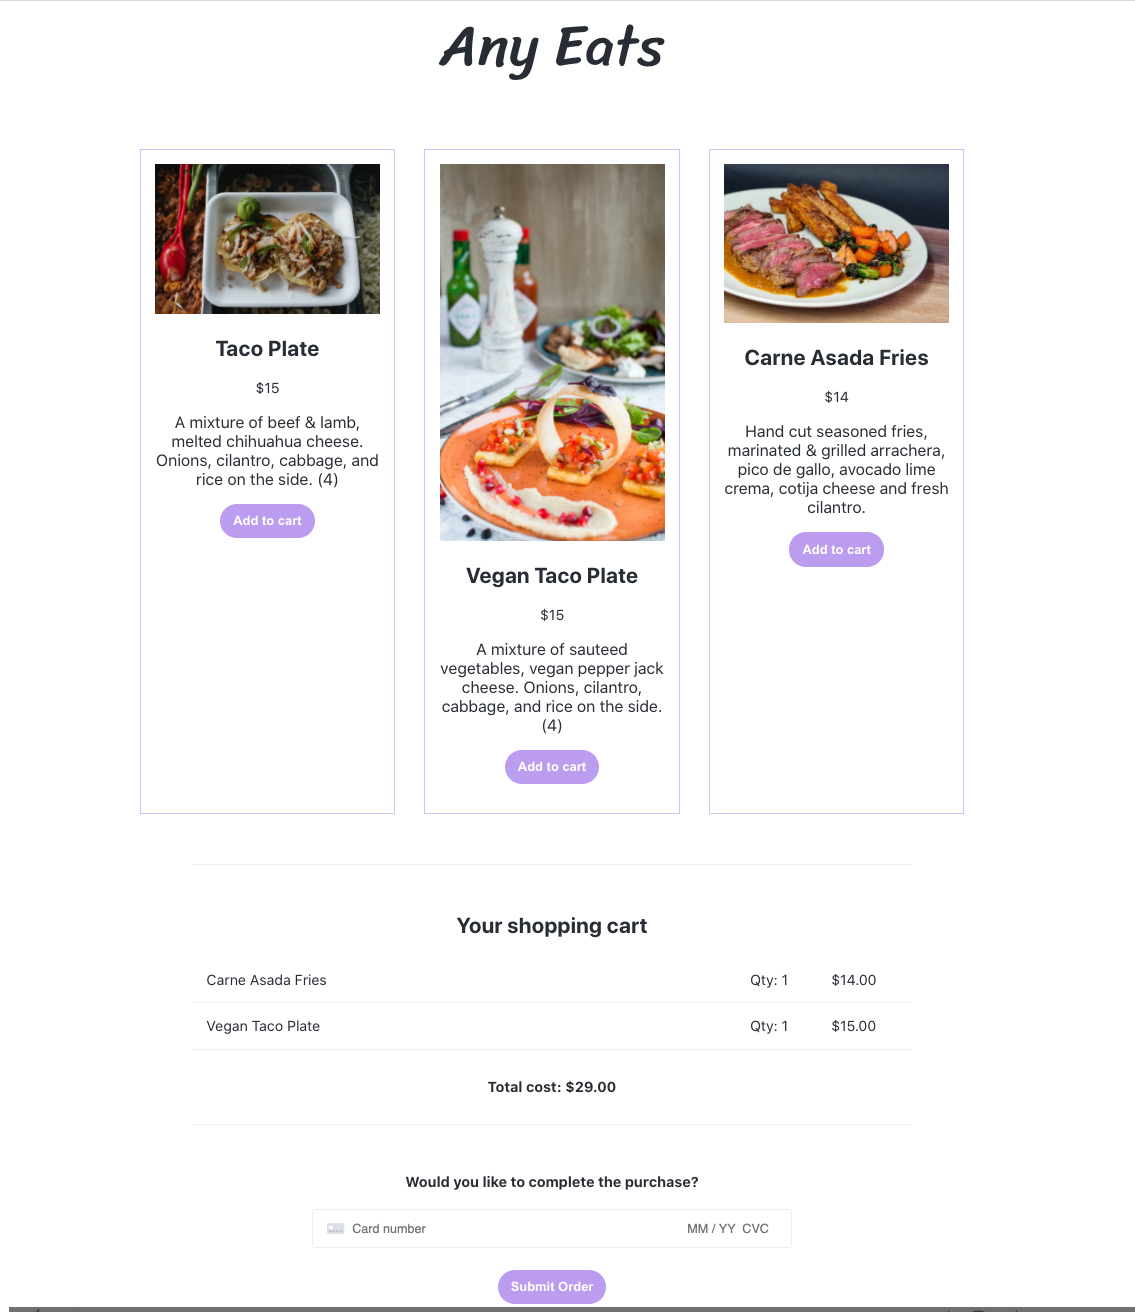 Any Eats
Taco Plate
$15
A mixture of beef & lamb,
melted chihuahua cheese.
Onions, cilantro, cabbage, and
rice on the side. (4)
Add to cart
Vegan Taco Plate
$15
A mixture of sauteed
vegetables, vegan pepper jack
cheese. Onions, cilantro,
cabbage, and rice on the side.
(4)
Add to cart
Carne Asada Fries
$14
Hand cut seasoned fries,
marinated & grilled arrachera,
pico de gallo, avocado lime
crema, cotija cheese and fresh
cilantro.
Add to cart
Your shopping cart
Carne Asada Fries Qty: 1 $14.00
Vegan Taco Plate Qty: 1 $15.00
Total cost: $29.00
Would you like to complete the purchase?
Card number MM / YY CVC
Submit Order